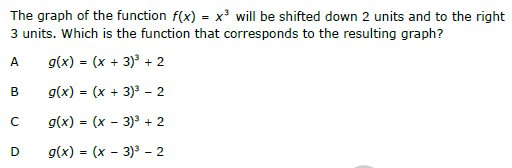 The graph of the function f(x) = x³ will be shifted down 2 units and to the right
3 units. Which is the function that corresponds to the resulting graph?
A g(x) = (x + 3)³ + 2
B g(x) = (x + 3)³ − 2
C g(x) = (x − 3)³ + 2
D g(x) = (x − 3)³ − 2